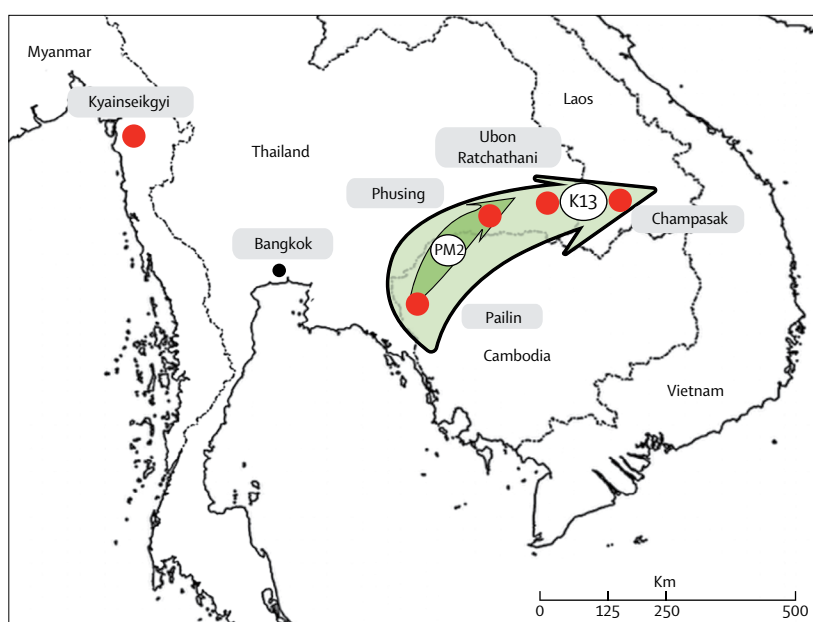 Myanmar
Kyainseikgyi
Laos
Thailand
Ubon
Ratchathani
Phusing
K13
Champasak
Bangkok
PM2
Pailin
Cambodia
Vietnam
Km
0 125 250 500